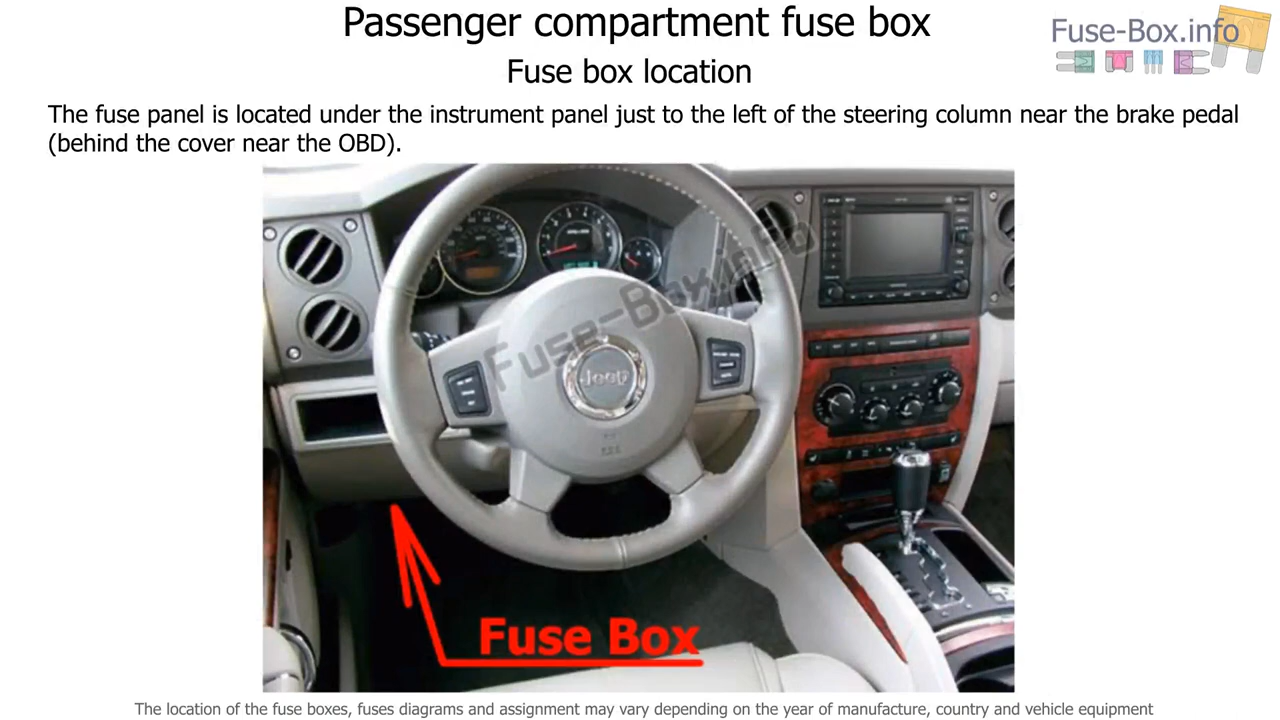 Passenger compartment fuse box
Fuse-Box.info
Fuse box location
The fuse panel is located under the instrument panel just to the left of the steering column near the brake pedal
(behind the cover near the OBD).
Fuse-Box.info
Jeep
Fuse Box
The location of the fuse boxes, fuses diagrams and assignment may vary depending on the year of manufacture, country and vehicle equipment